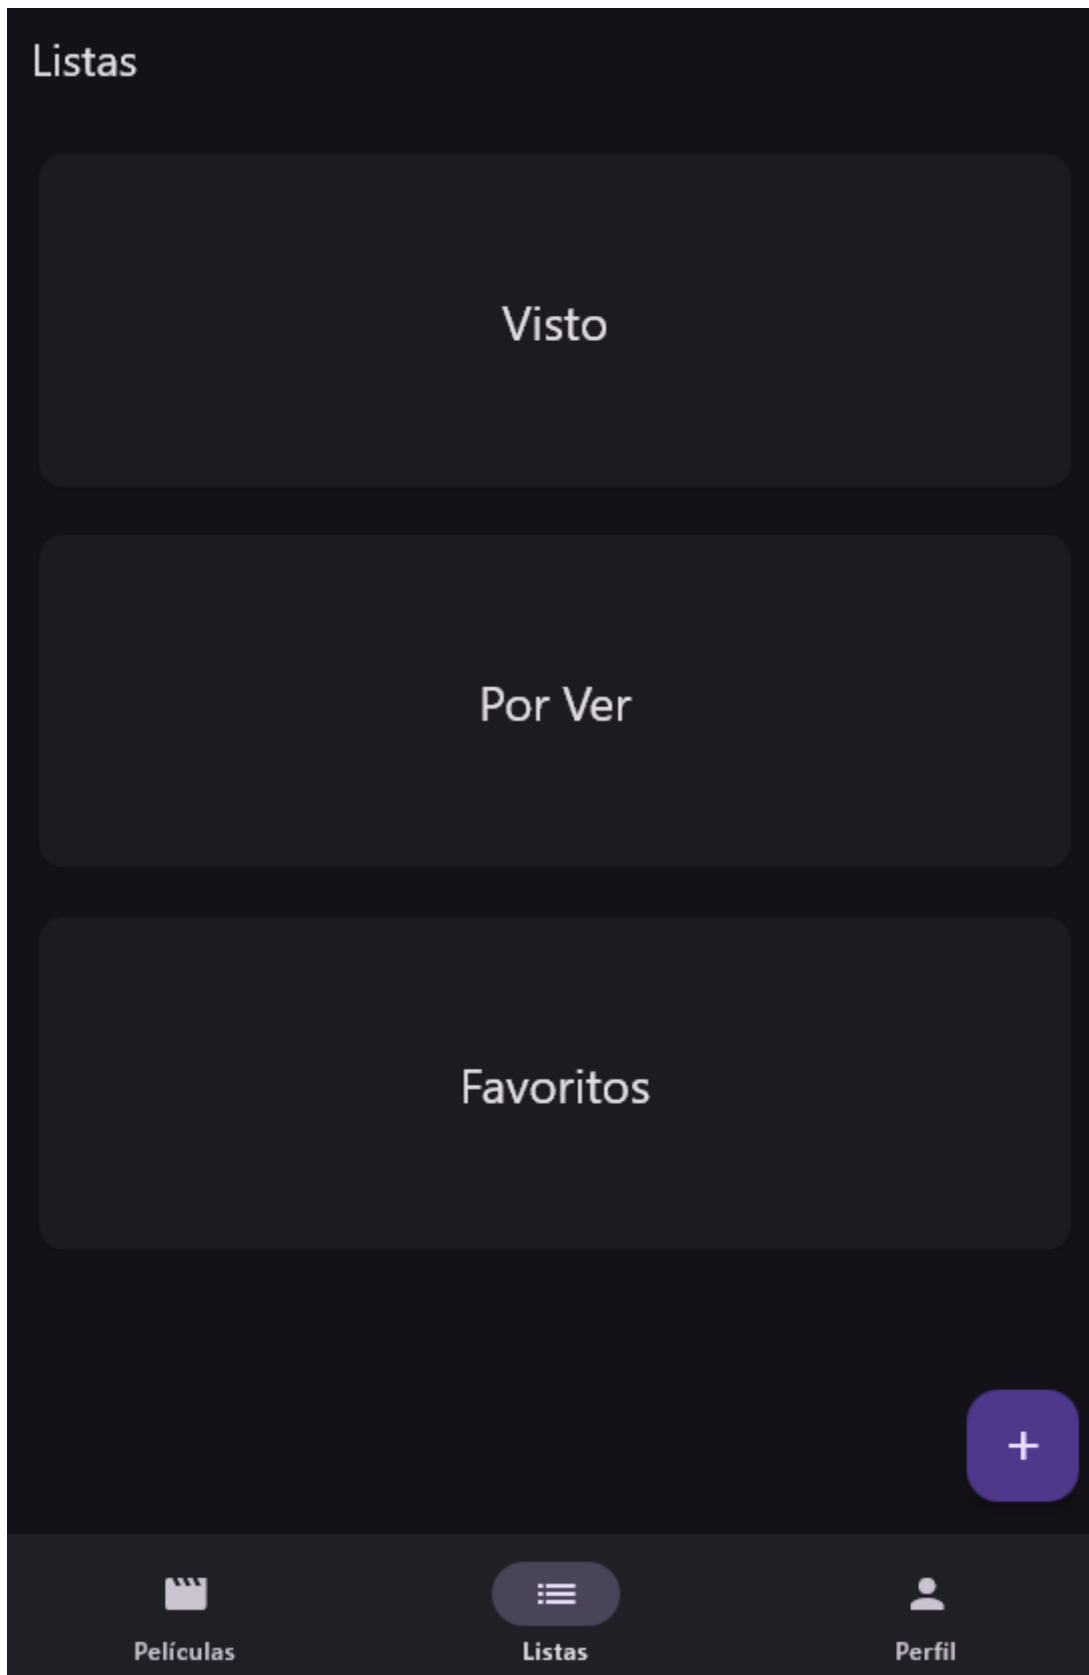 Listas
Visto
Por Ver
Favoritos
+
Películas
Listas
Perfil